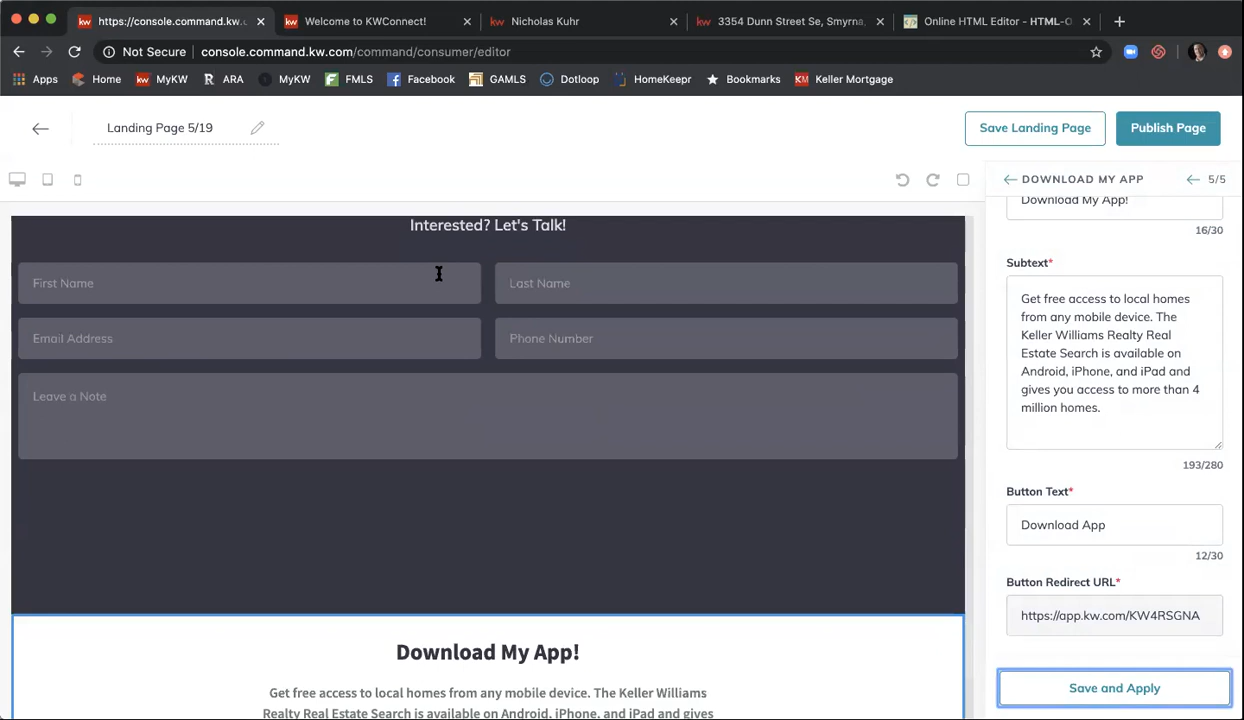 https://console.command.kw.c
Welcome to KWConnect!
kw Nicholas Kuhr
kw 3354 Dunn Street Se, Smyrna,
Online HTML Editor - HTML-O
Not Secure
console.command.kw.com/command/consumer/editor
Apps
Home
kw MyKW
R ARA
MyKW
FMLS
Facebook
GAMLS
Dotloop
HomeKeepr
Bookmarks
KM Keller Mortgage
Landing Page 5/19
Save Landing Page
Publish Page
DOWNLOAD MY APP
5/5
Interested? Let's Talk!
First Name
Last Name
Email Address
Phone Number
Leave a Note
Download My App!
Get free access to local homes from any mobile device. The Keller Williams
Realty Real Estate Search is available on Android, iPhone, and iPad and gives
Download My App!
16/30
Subtext*
Get free access to local homes
from any mobile device. The
Keller Williams Realty Real
Estate Search is available on
Android, iPhone, and iPad and
gives you access to more than 4
million homes.
193/280
Button Text*
Download App
12/30
Button Redirect URL*
https://app.kw.com/KW4RSGNA
Save and Apply